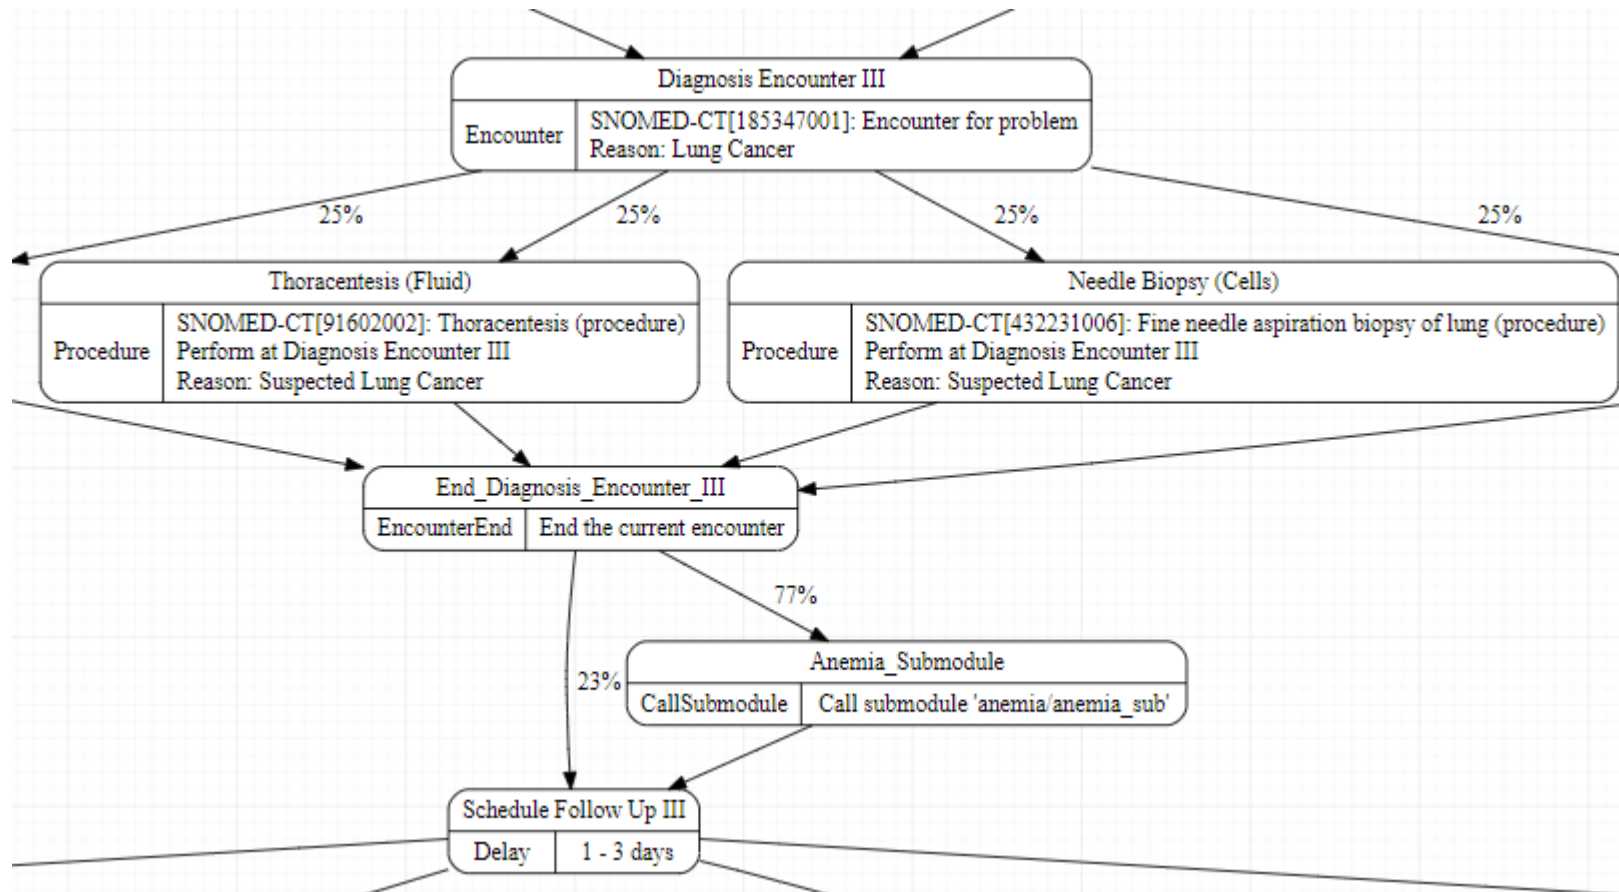 Diagnosis Encounter III
Encounter
SNOMED-CT[185347001]: Encounter for problem
Reason: Lung Cancer
25%
25%
25%
25%
Thoracentesis (Fluid)
Procedure
SNOMED-CT[91602002]: Thoracentesis (procedure)
Perform at Diagnosis Encounter III
Reason: Suspected Lung Cancer
Needle Biopsy (Cells)
Procedure
SNOMED-CT[432231006]: Fine needle aspiration biopsy of lung (procedure)
Perform at Diagnosis Encounter III
Reason: Suspected Lung Cancer
End_Diagnosis_Encounter_III
EncounterEnd
End the current encounter
77%
23%
Anemia_Submodule
CallSubmodule
Call submodule 'anemia/anemia_sub'
Schedule Follow Up III
Delay
1 - 3 days